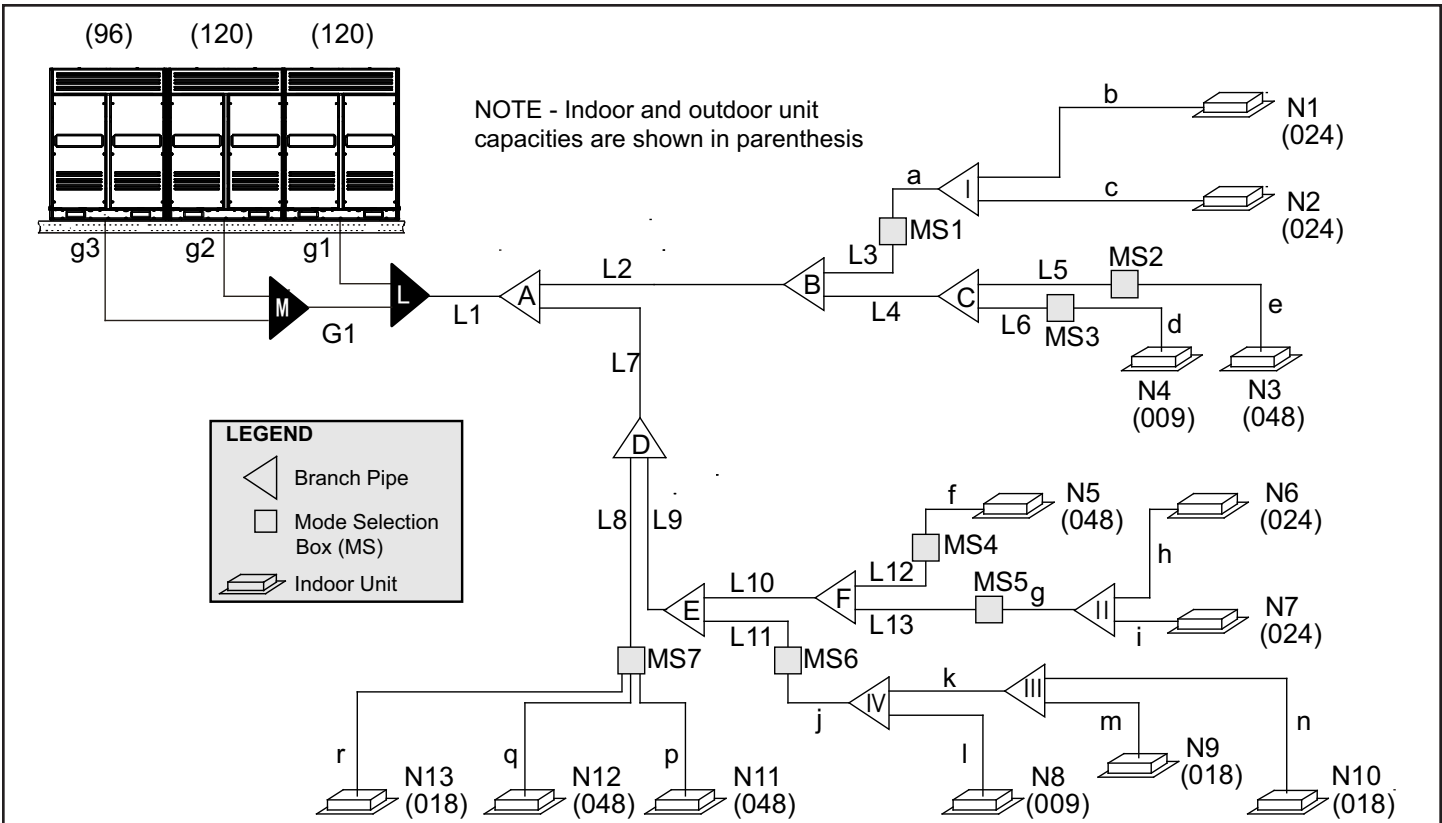 (96) (120) (120)
NOTE - Indoor and outdoor unit
capacities are shown in parenthesis
g3 g2 g1
M
G1
L
L1
A
L2
B
L3
MS1
a
I
b
N1
(024)
c
N2
(024)
L4
C
L5
MS2
e
L6
MS3
d
N4
(009)
N3
(048)
L7
D
LEGEND
Branch Pipe
Mode Selection
Box (MS)
Indoor Unit
L8
L9
E
L10
F
L12
MS4
f
N5
(048)
L13
MS5
g
II
h
N6
(024)
i
N7
(024)
L11
MS6
j
IV
k
III
m
n
l
MS7
r
q
p
N13
(018)
N12
(048)
N11
(048)
N8
(009)
N9
(018)
N10
(018)